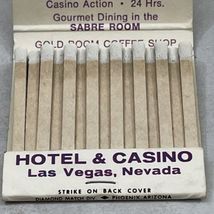 Casino Action • 24 Hrs.
Gourmet Dining in the
SABRE ROOM
GOLD ROOM COFFEE SHOP
HOTEL & CASINO
Las Vegas, Nevada
STRIKE ON BACK COVER
DIAMOND MATCH DIV. • PHOENIX, ARIZONA